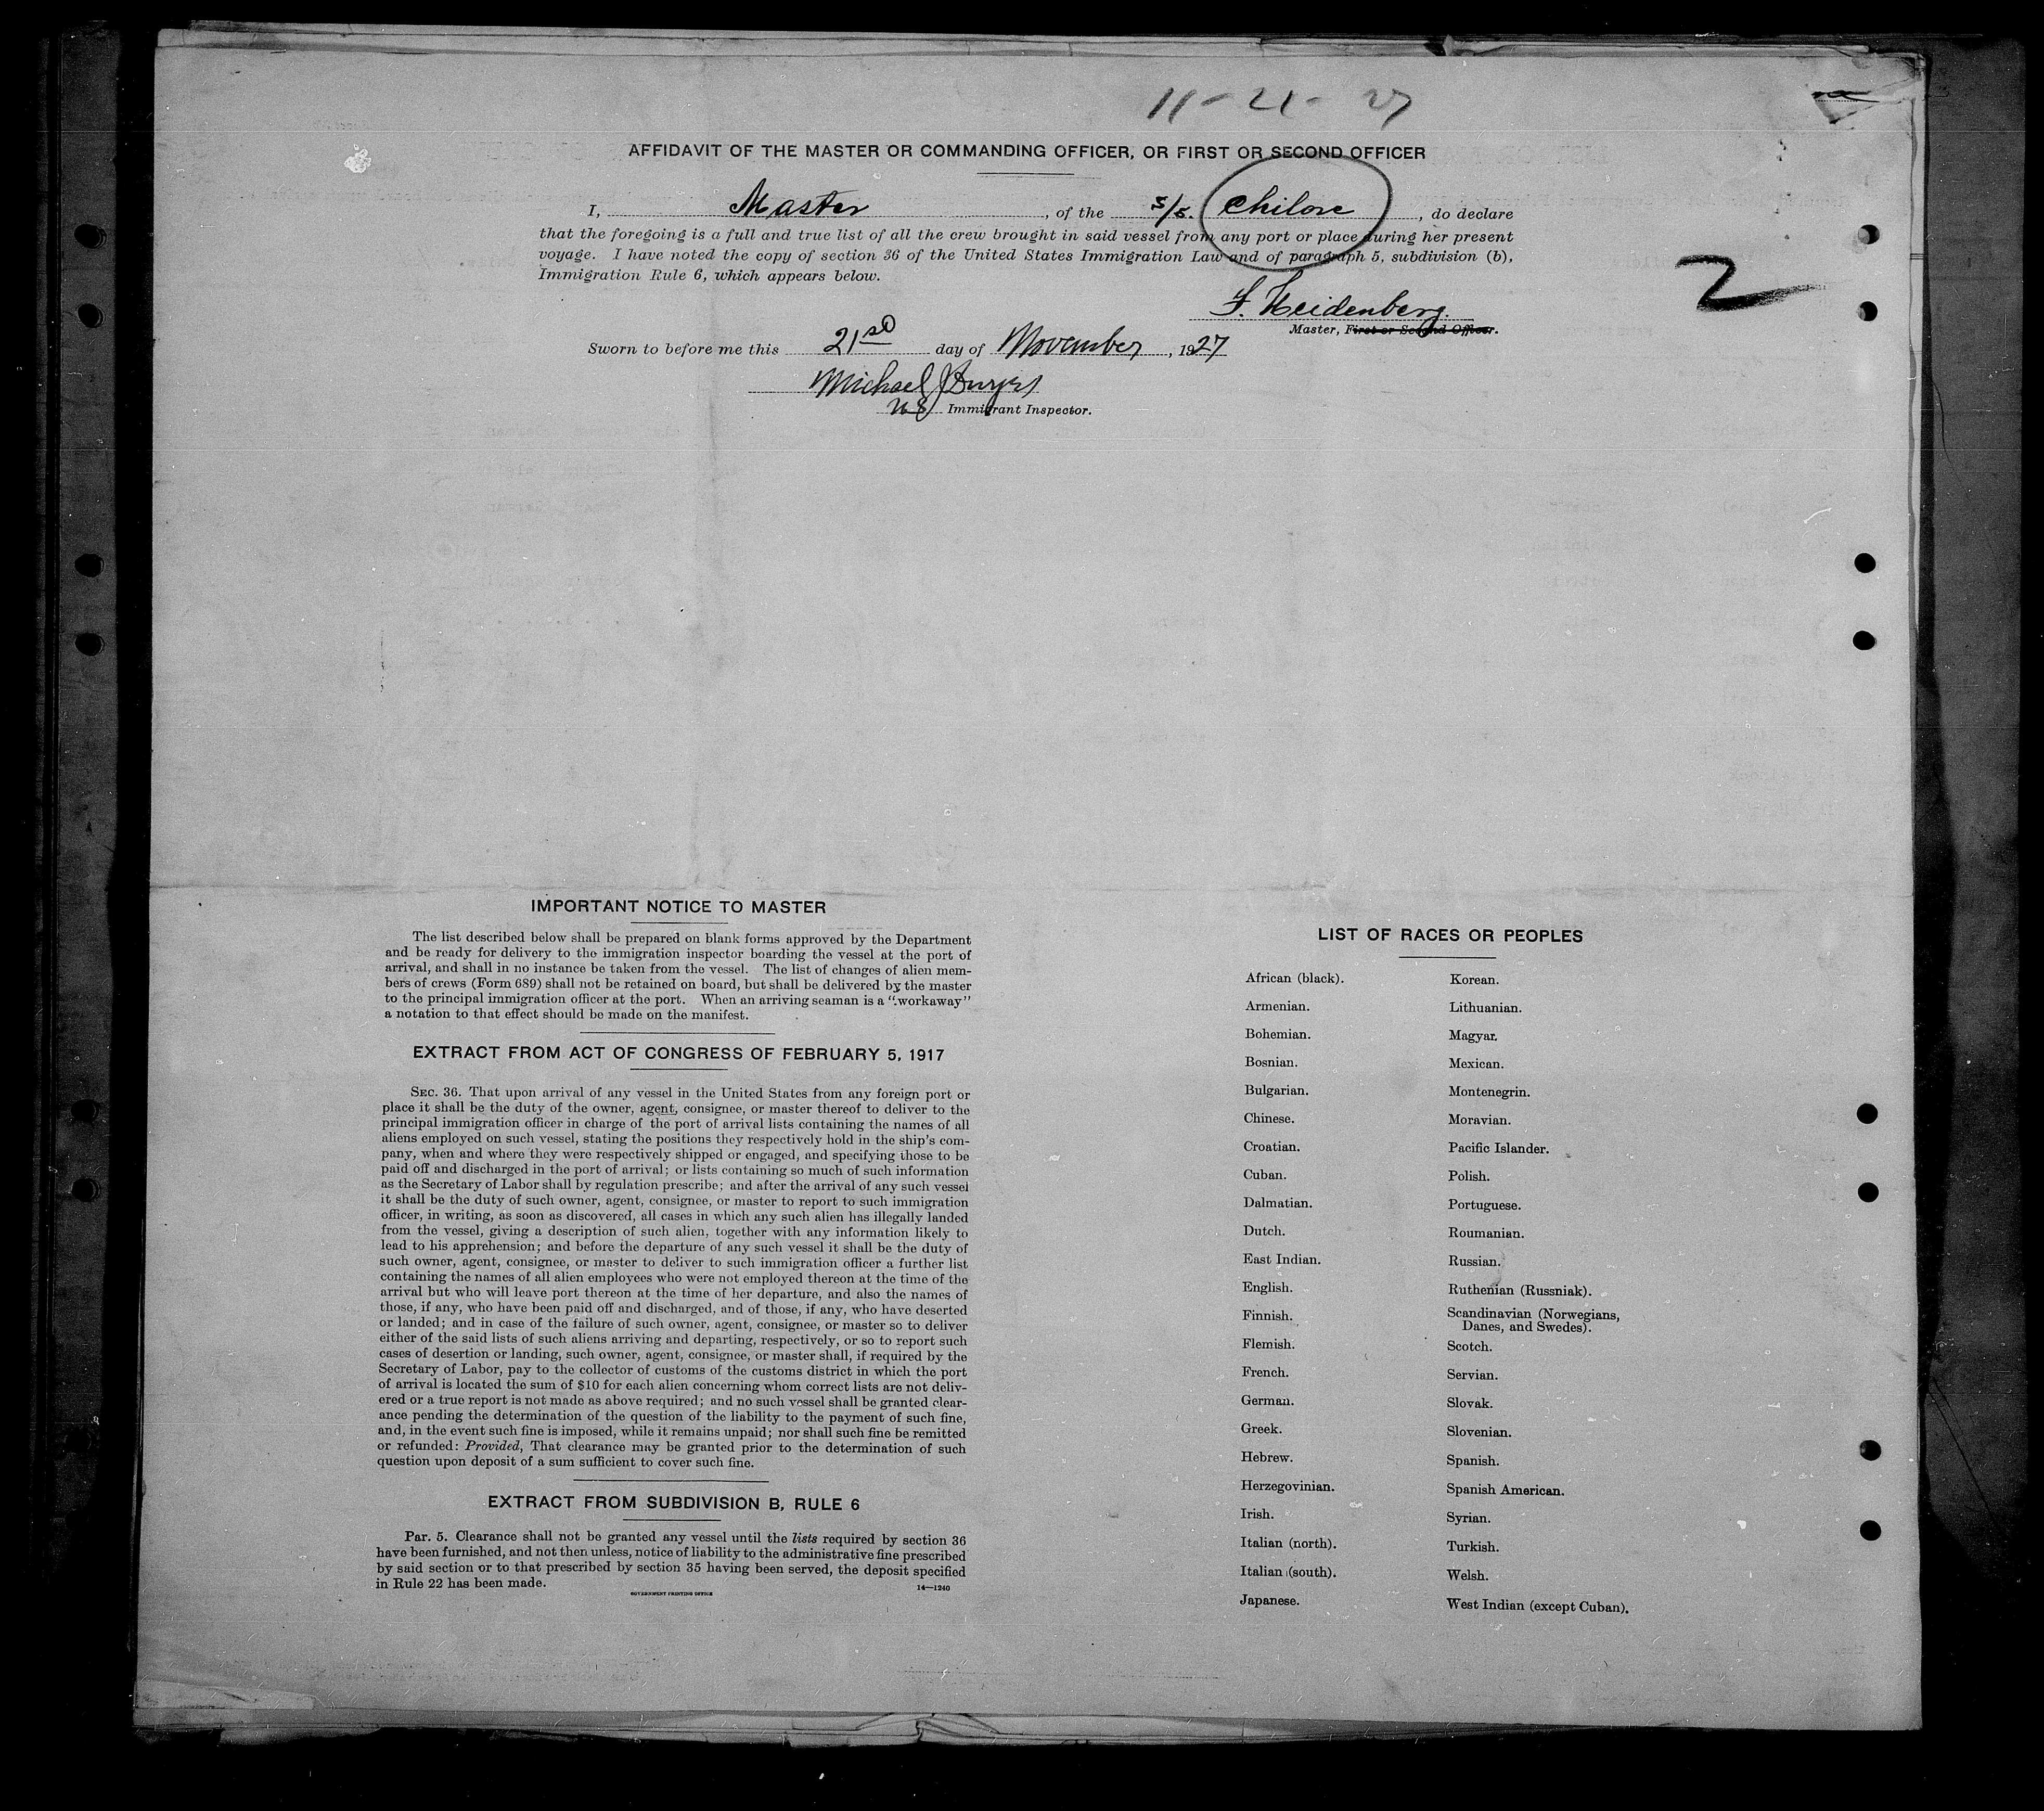 11-21-27
AFFIDAVIT OF THE MASTER OR COMMANDING OFFICER, OR FIRST OR SECOND OFFICER
I, Master, of the S/S. Chilore, do declare
that the foregoing is a full and true list of all the crew brought in said vessel from any port or place during her present
voyage. I have noted the copy of section 36 of the United States Immigration Law and of paragraph 5, subdivision (b),
Immigration Rule 6, which appears below.
2
F. Heidenberg.
Master, First or Second Officer.
Sworn to before me this 21st day of November, 1927
Michael J
US Immigrant Inspector.
IMPORTANT NOTICE TO MASTER
The list described below shall be prepared on blank forms approved by the Department
and be ready for delivery to the immigration inspector boarding the vessel at the port of
arrival, and shall in no instance be taken from the vessel. The list of changes of alien mem-
bers of crews (Form 689) shall not be retained on board, but shall be delivered by the master
to the principal immigration officer at the port. When an arriving seaman is a "workaway"
a notation to that effect should be made on the manifest.
EXTRACT FROM ACT OF CONGRESS OF FEBRUARY 5, 1917
SEC. 36. That upon arrival of any vessel in the United States from any foreign port or
place it shall be the duty of the owner, agent, consignee, or master thereof to deliver to the
principal immigration officer in charge of the port of arrival lists containing the names of all
aliens employed on such vessel, stating the positions they respectively hold in the ship's com-
pany, when and where they were respectively shipped or engaged, and specifying those to be
paid off and discharged in the port of arrival; or lists containing so much of such information
as the Secretary of Labor shall by regulation prescribe; and after the arrival of any such vessel
it shall be the duty of such owner, agent, consignee, or master to report to such immigration
officer, in writing, as soon as discovered, all cases in which any such alien has illegally landed
from the vessel, giving a description of such alien, together with any information likely to
lead to his apprehension; and before the departure of any such vessel it shall be the duty of
such owner, agent, consignee, or master to deliver to such immigration officer a further list
containing the names of all alien employees who were not employed thereon at the time of the
arrival but who will leave port thereon at the time of her departure, and also the names of
those, if any, who have been paid off and discharged, and of those, if any, who have deserted
or landed; and in case of the failure of such owner, agent, consignee, or master so to deliver
either of the said lists of such aliens arriving and departing, respectively, or so to report such
cases of desertion or landing, such owner, agent, consignee, or master shall, if required by the
Secretary of Labor, pay to the collector of customs of the customs district in which the port
of arrival is located the sum of $10 for each alien concerning whom correct lists are not deliv-
ered or a true report is not made as above required; and no such vessel shall be granted clear-
ance pending the determination of the question of the liability to the payment of such fine,
and, in the event such fine is imposed, while it remains unpaid; nor shall such fine be remitted
or refunded: Provided, That clearance may be granted prior to the determination of such
question upon deposit of a sum sufficient to cover such fine.
EXTRACT FROM SUBDIVISION B, RULE 6
Par. 5. Clearance shall not be granted any vessel until the lists required by section 36
have been furnished, and not then unless, notice of liability to the administrative fine prescribed
by said section or to that prescribed by section 35 having been served, the deposit specified
in Rule 22 has been made.
GOVERNMENT PRINTING OFFICE
14—1240
LIST OF RACES OR PEOPLES
African (black).
Armenian.
Bohemian.
Bosnian.
Bulgarian.
Chinese.
Croatian.
Cuban.
Dalmatian.
Dutch.
East Indian.
English.
Finnish.
Flemish.
French.
German.
Greek.
Hebrew.
Herzegovinian.
Irish.
Italian (north).
Italian (south).
Japanese.
Korean.
Lithuanian.
Magyar.
Mexican.
Montenegrin.
Moravian.
Pacific Islander.
Polish.
Portuguese.
Roumanian.
Russian.
Ruthenian (Russniak).
Scandinavian (Norwegians,
Danes, and Swedes).
Scotch.
Servian.
Slovak.
Slovenian.
Spanish.
Spanish American.
Syrian.
Turkish.
Welsh.
West Indian (except Cuban).